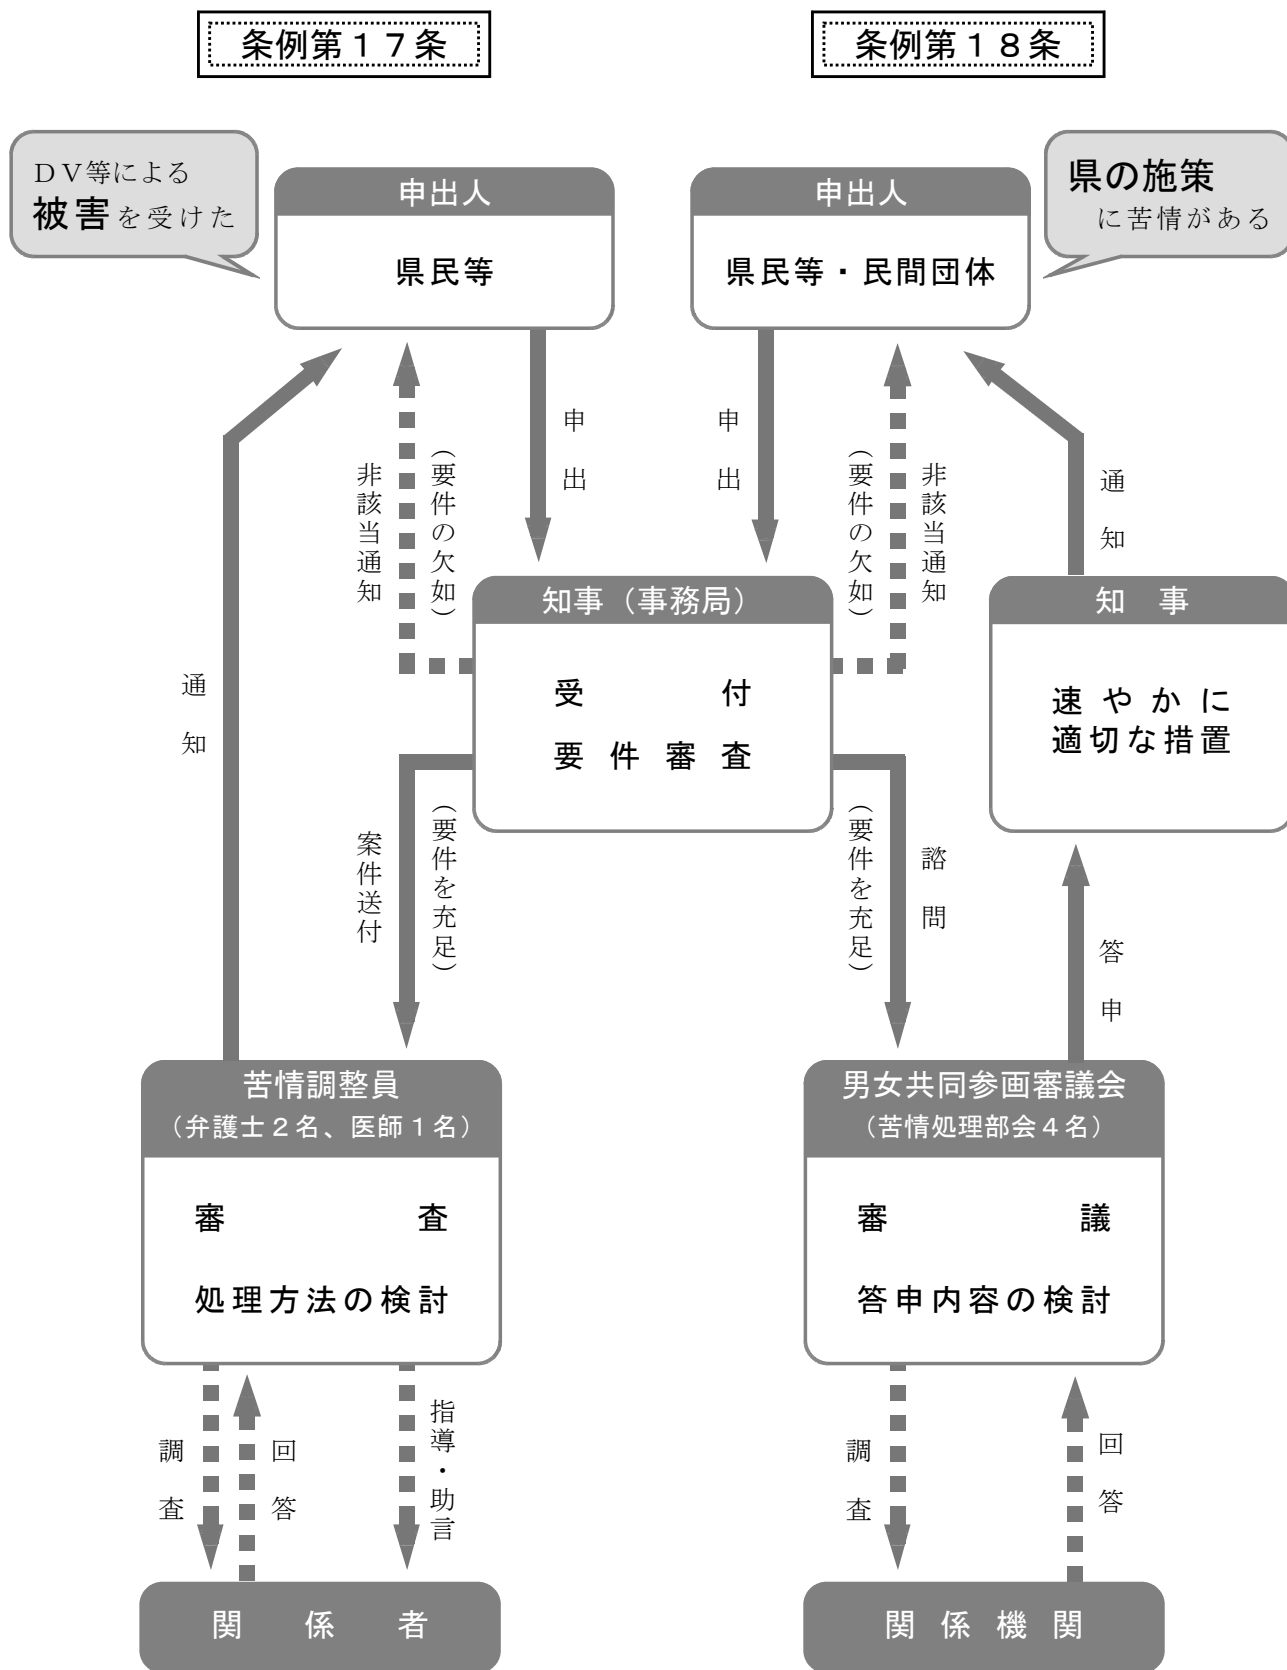 条例第１７条
条例第１８条
ＤＶ等による
被害を受けた
申出人
県民等
申出人
県民等・民間団体
県の施策
に苦情がある
申出
(要件の欠如)
非該当通知
申出
(要件の欠如)
非該当通知
通知
通知
知事（事務局）
受付
要件審査
知事
速やかに
適切な措置
案件送付
(要件を充足)
(要件を充足)
諮問
答申
苦情調整員
（弁護士２名、医師１名）
審査
処理方法の検討
男女共同参画審議会
（苦情処理部会４名）
審議
答申内容の検討
調査
回答
指導・助言
調査
回答
関係者
関係機関